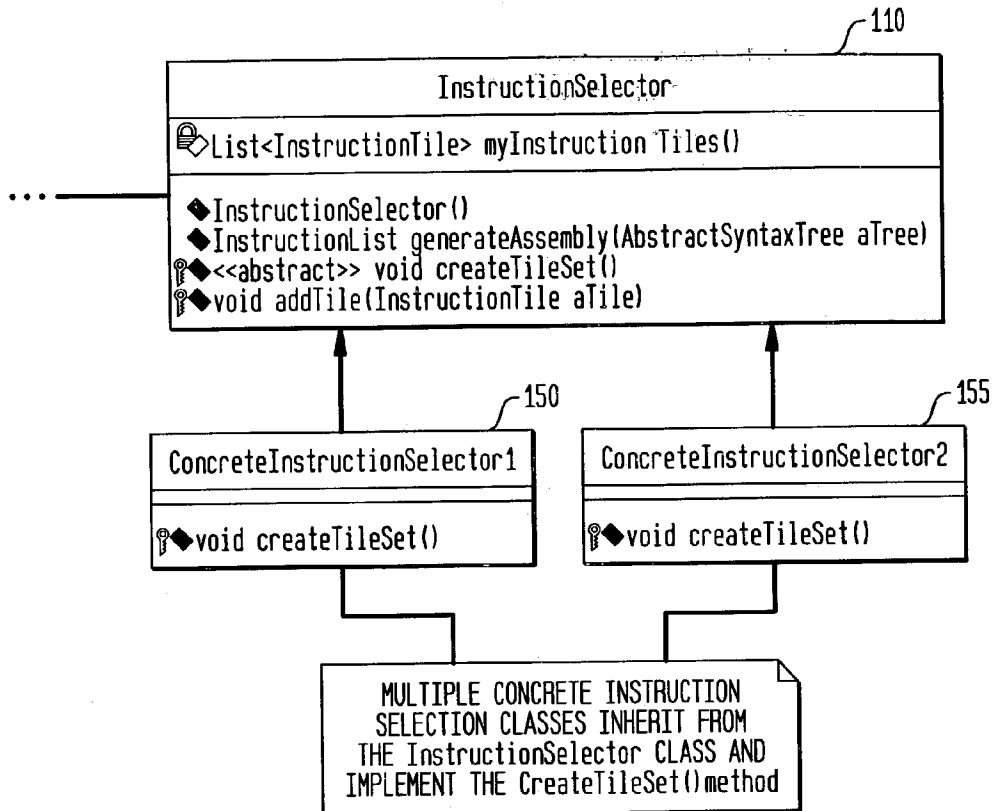 110
InstructionSelector
List<InstructionTile> myInstruction Tiles()
InstructionSelector()
InstructionList generateAssembly(AbstractSyntaxTree aTree)
<<abstract>> void createTileSet()
void addTile(InstructionTile aTile)
150
155
ConcreteInstructionSelector1
ConcreteInstructionSelector2
void createTileSet()
void createTileSet()
MULTIPLE CONCRETE INSTRUCTION
SELECTION CLASSES INHERIT FROM
THE InstructionSelector CLASS AND
IMPLEMENT THE CreateTileSet()method